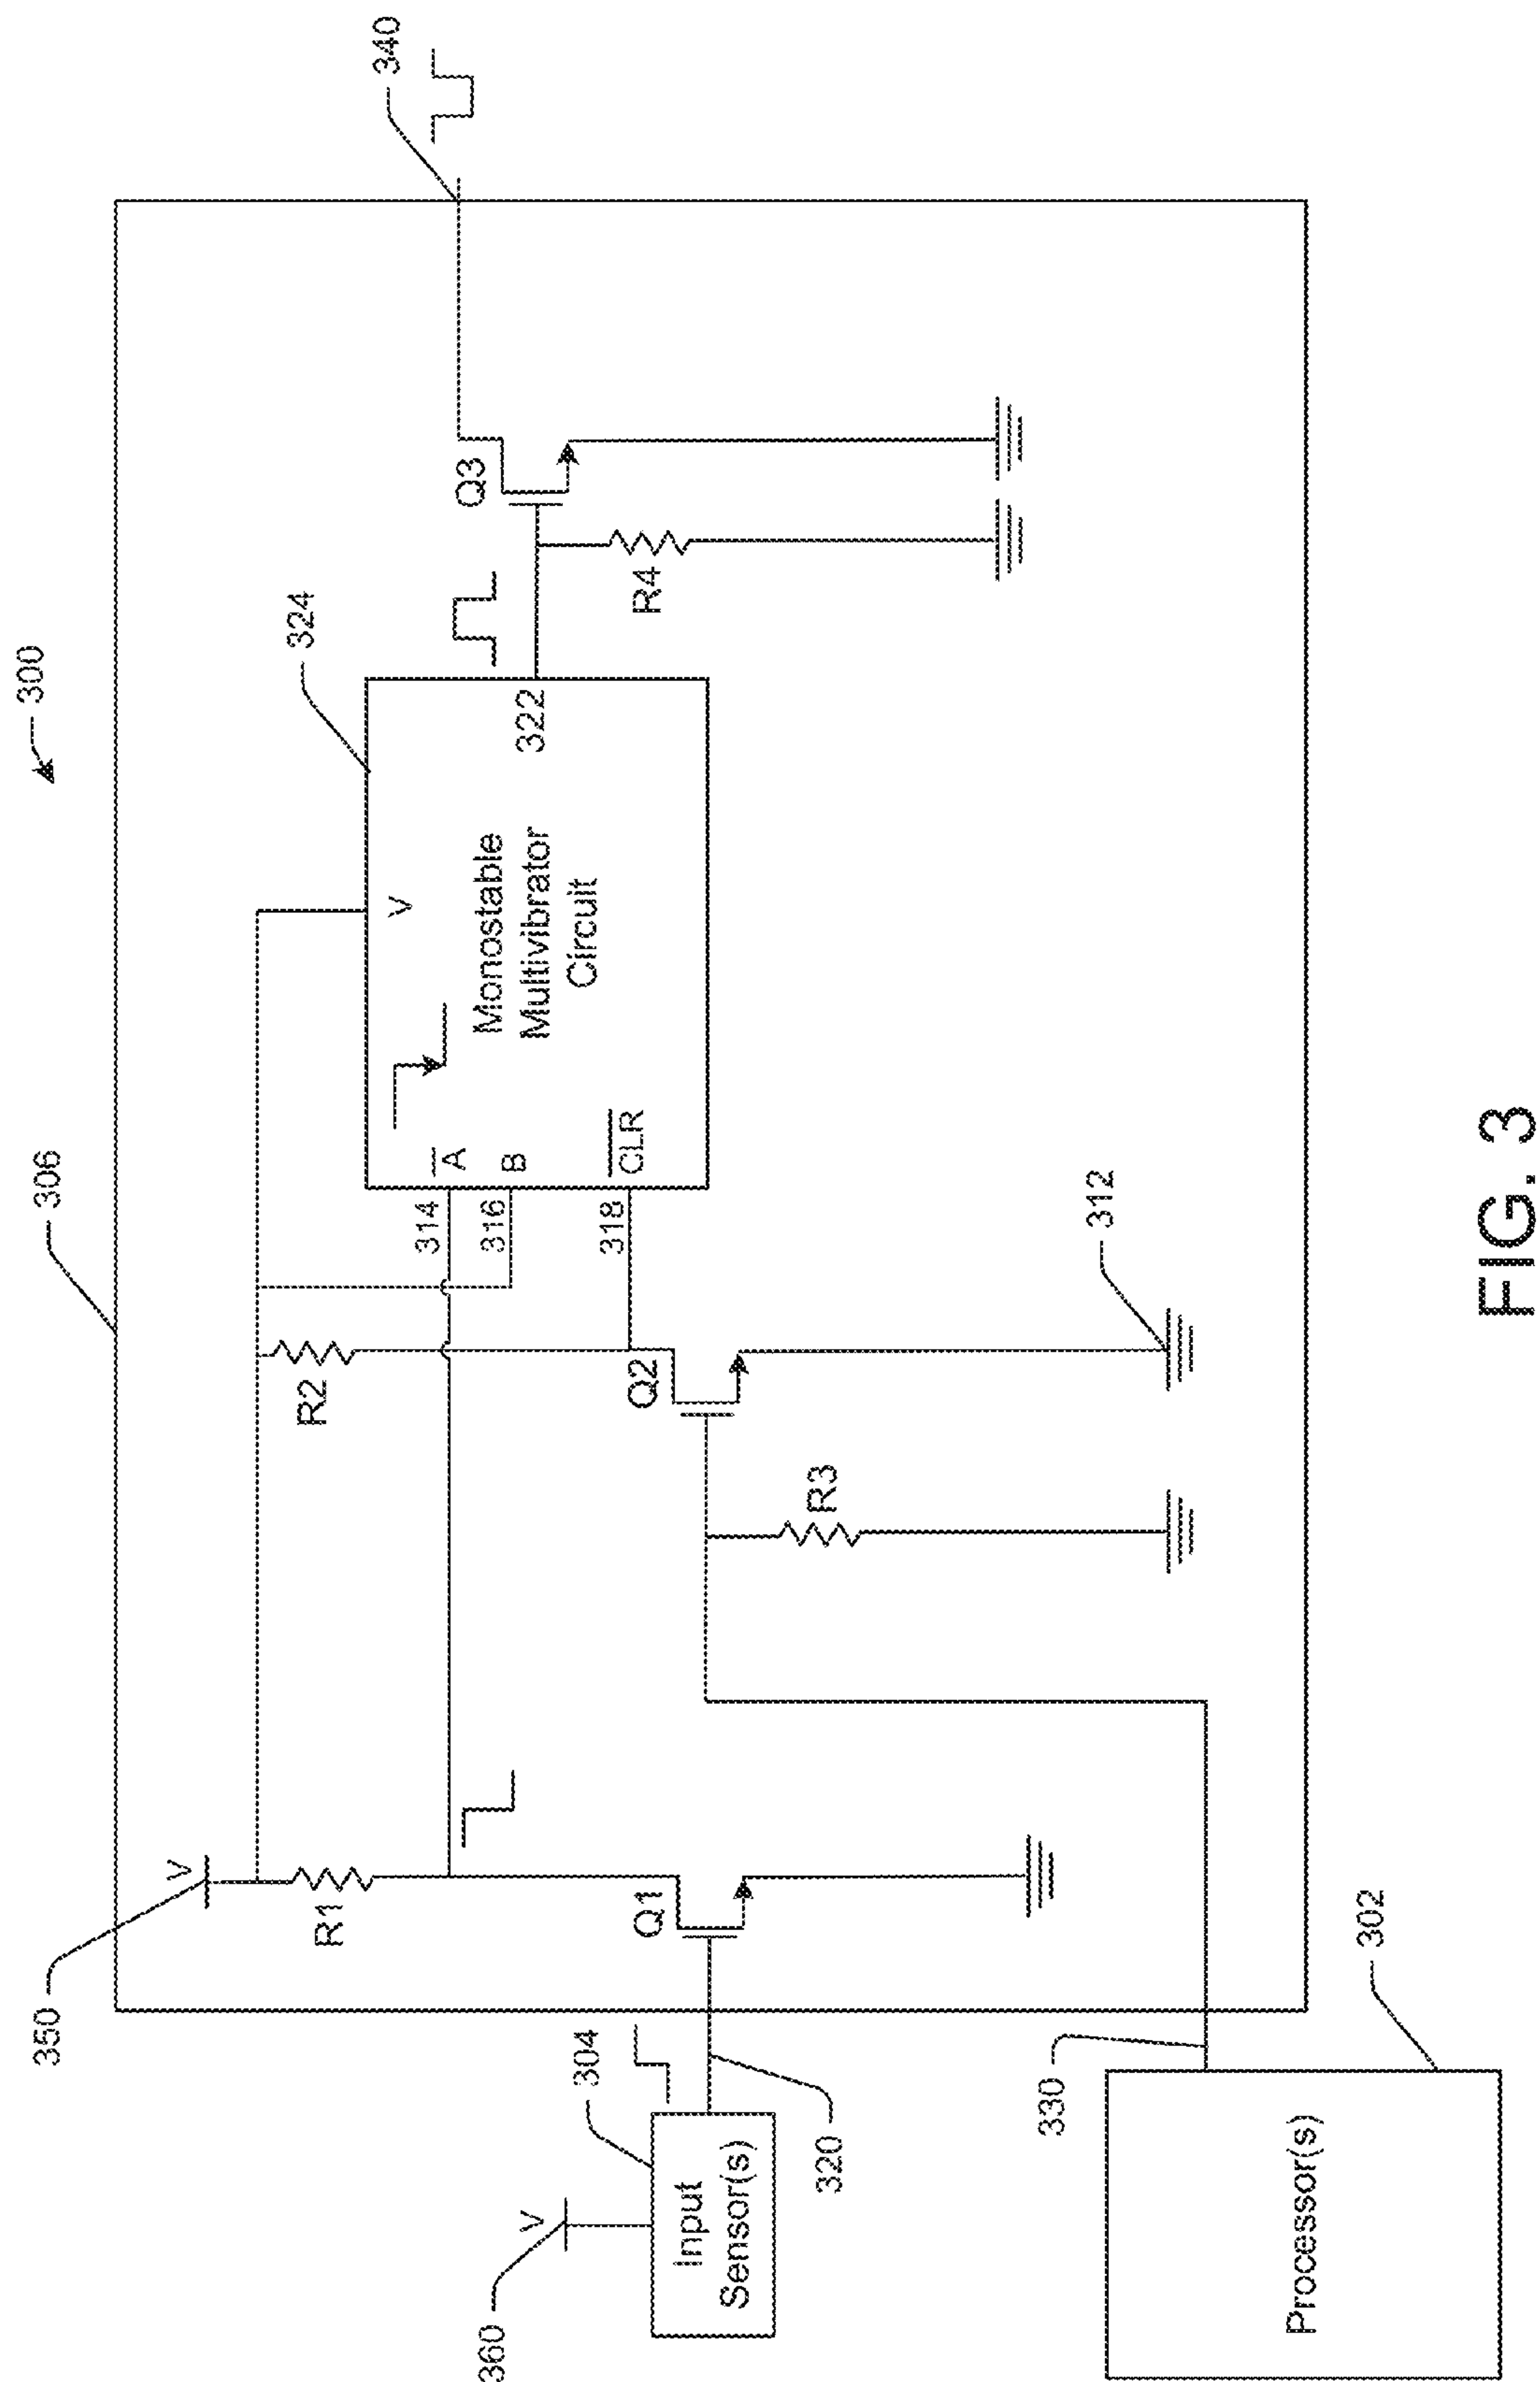 300
306
350
V
R1
R2
324
V
Monostable
Multivibrator
Circuit
A
B
CLR
314
316
318
322
340
Q3
R4
Q1
Q2
R3
312
360
V
304
Input
Sensor(s)
320
330
302
Processor(s)
FIG. 3